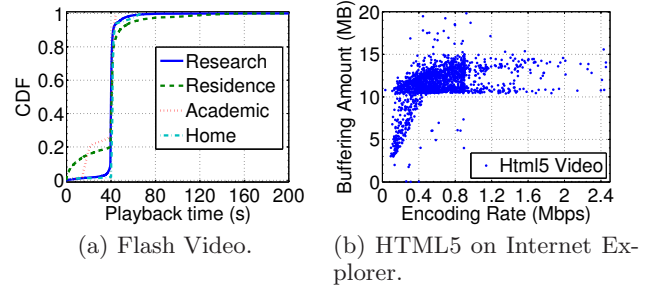 1
0.8
0.6
0.4
0.2
0
CDF
Research
Residence
Academic
Home
0 40 80 120 160 200
Playback time (s)
(a) Flash Video.
20
15
10
5
0
Buffering Amount (MB)
Html5 Video
0 0.4 0.8 1.2 1.6 2 2.4
Encoding Rate (Mbps)
(b) HTML5 on Internet Ex-
plorer.